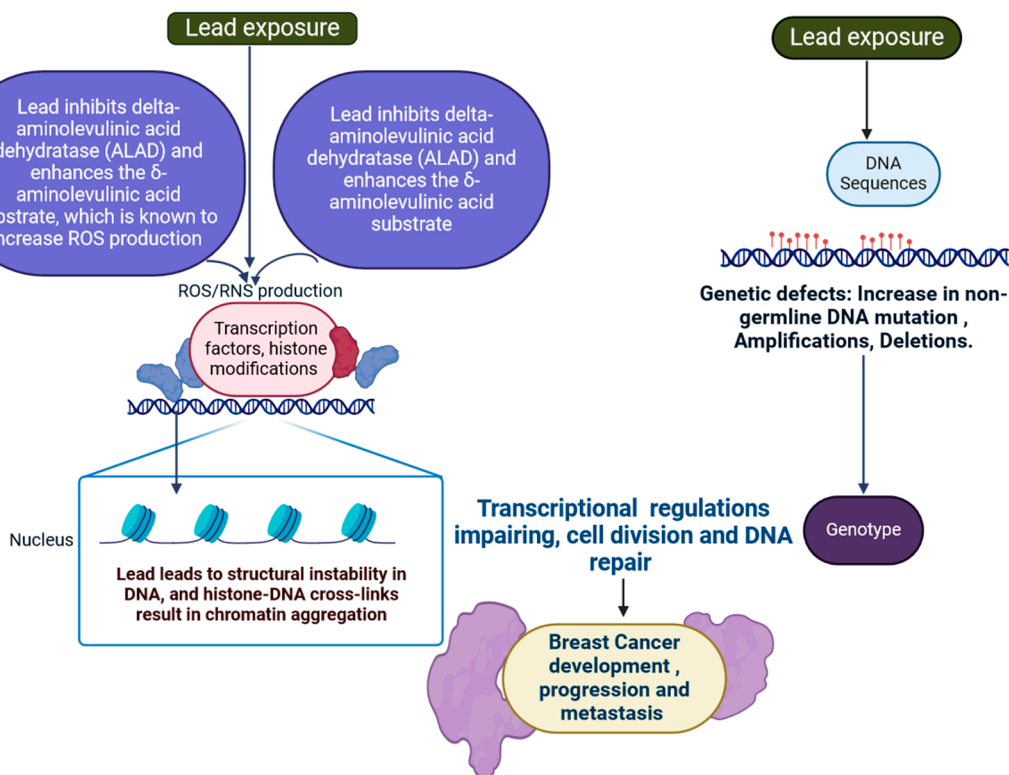 Lead exposure
Lead inhibits delta-
aminolevulinic acid
dehydratase (ALAD) and
enhances the δ-
aminolevulinic acid
bstrate, which is known to
ncrease ROS production
Lead inhibits delta-
aminolevulinic acid
dehydratase (ALAD) and
enhances the δ-
aminolevulinic acid
substrate
ROS/RNS production
Transcription
factors, histone
modifications
Nucleus
Lead leads to structural instability in
DNA, and histone-DNA cross-links
result in chromatin aggregation
Lead exposure
DNA
Sequences
Genetic defects: Increase in non-
germline DNA mutation ,
Amplifications, Deletions.
Genotype
Transcriptional regulations
impairing, cell division and DNA
repair
Breast Cancer
development ,
progression and
metastasis